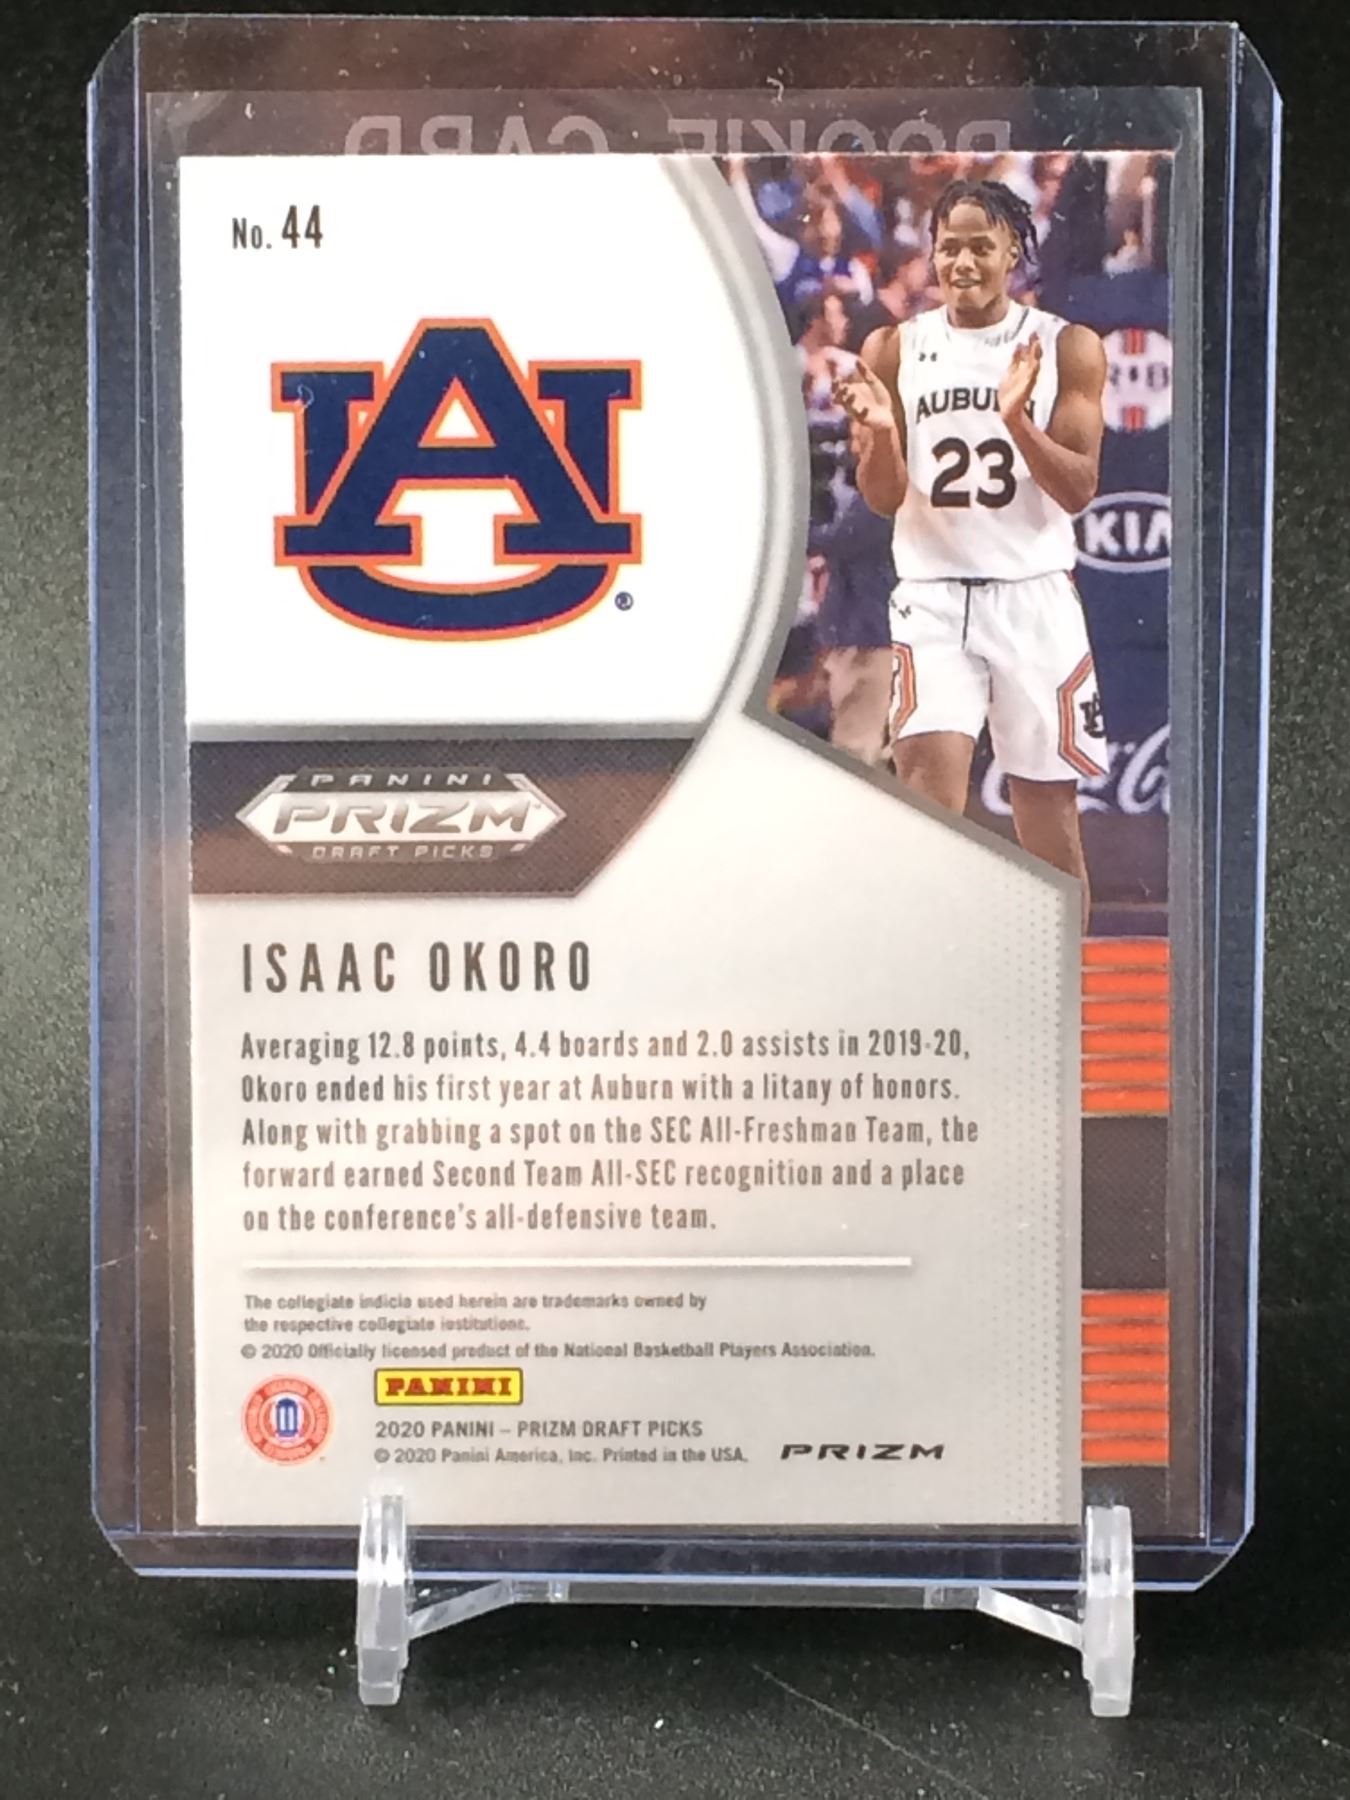 ROOKIE CARD
No. 44
AU
®
PANINI
PRIZM
DRAFT PICKS
AUBURN
23
KIA
ISAAC OKORO
Averaging 12.8 points, 4.4 boards and 2.0 assists in 2019-20,
Okoro ended his first year at Auburn with a litany of honors.
Along with grabbing a spot on the SEC All-Freshman Team, the
forward earned Second Team All-SEC recognition and a place
on the conference's all-defensive team.
The collegiate indicia used herein are trademarks owned by
the respective collegiate institutions.
© 2020 Officially licensed product of the National Basketball Players Association.
PANINI
2020 PANINI – PRIZM DRAFT PICKS
© 2020 Panini America, Inc. Printed in the USA.
PRIZM